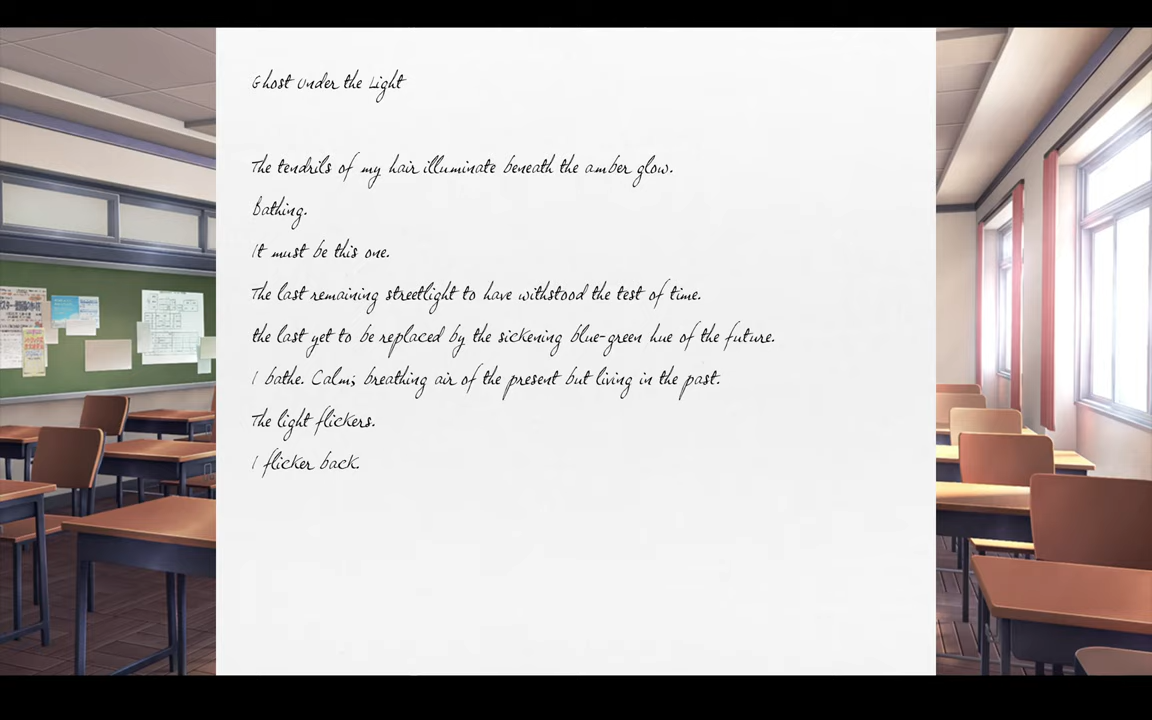 Ghost Under the Light
The tendrils of my hair illuminate beneath the amber glow.
Bathing.
It must be this one.
The last remaining streetlight to have withstood the test of time.
the last yet to be replaced by the sickening blue-green hue of the future.
I bathe. Calm; breathing air of the present but living in the past.
The light flickers.
I flicker back.